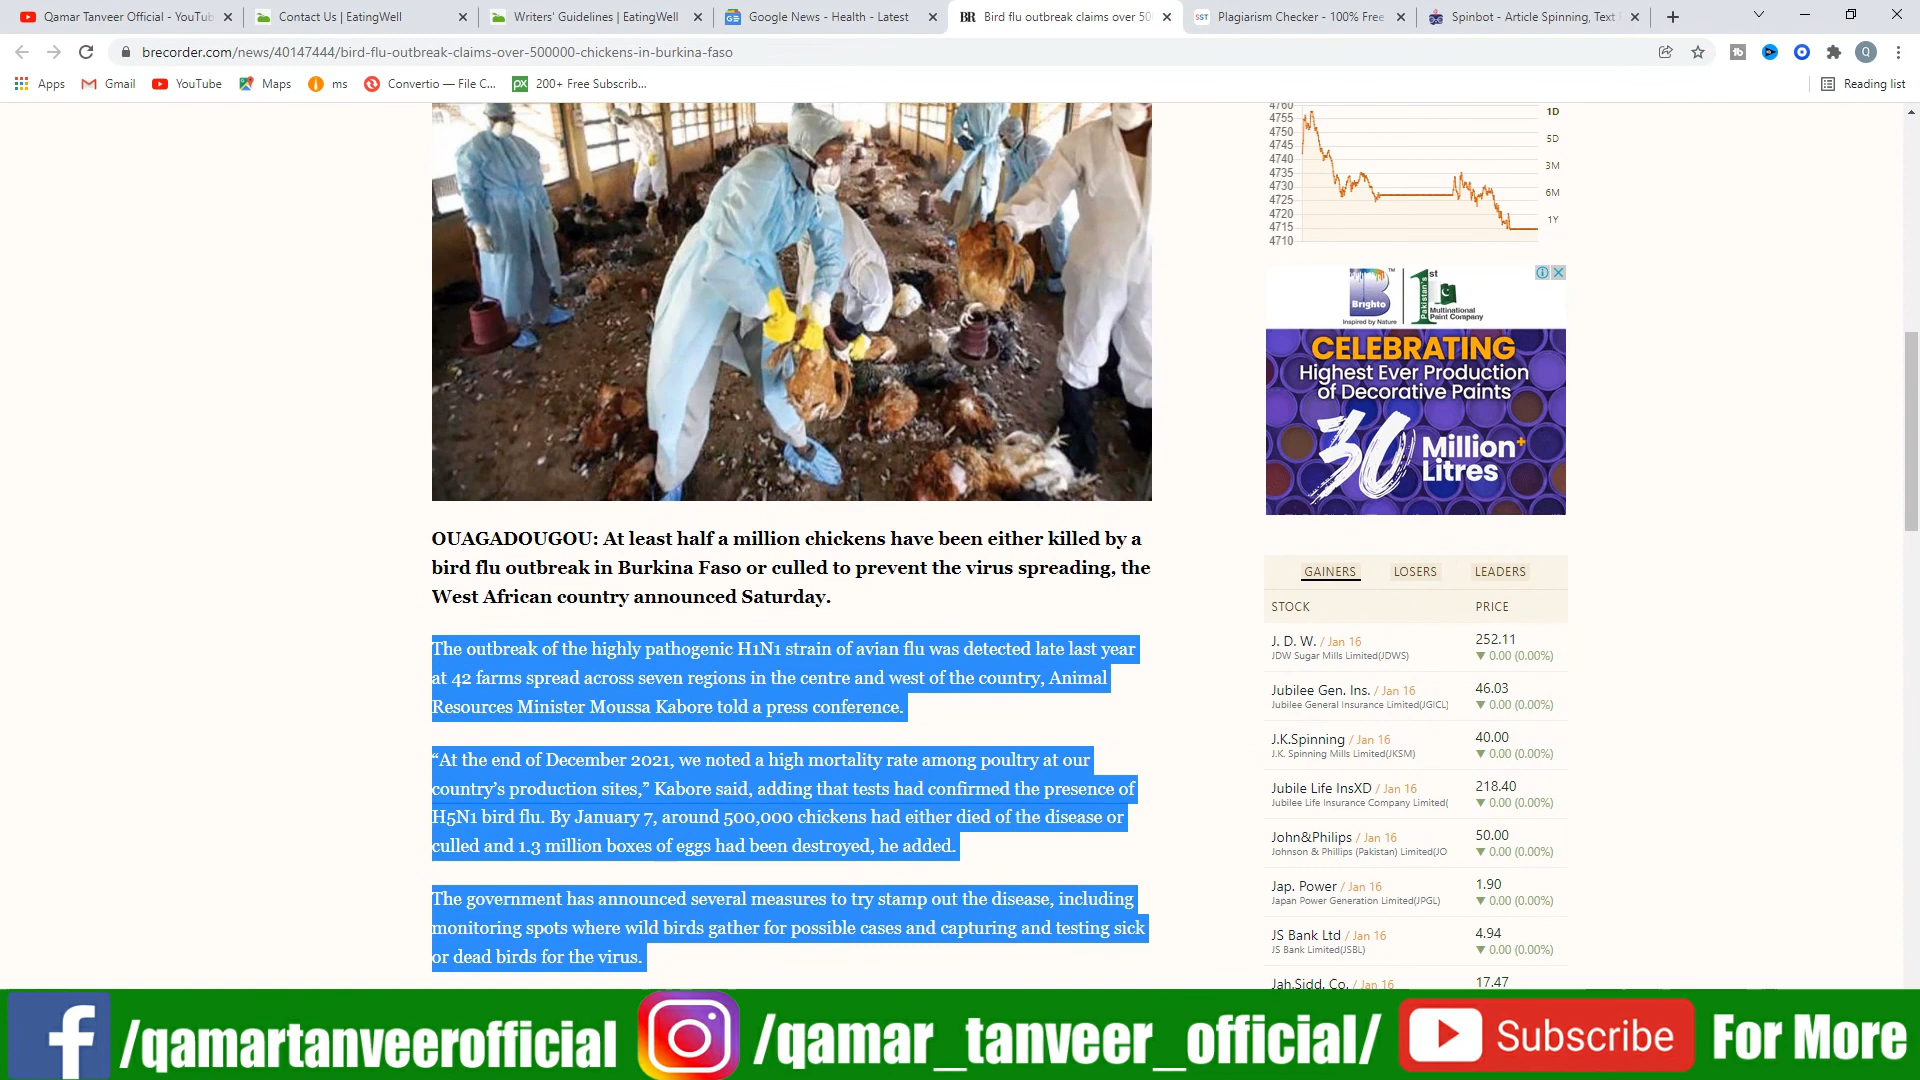 Qamar Tanveer Official - YouTub
Contact Us | EatingWell
Writers' Guidelines | EatingWell
Google News - Health - Latest
BR Bird flu outbreak claims over 50
SST Plagiarism Checker - 100% Free
Spinbot - Article Spinning, Text
brecorder.com/news/40147444/bird-flu-outbreak-claims-over-500000-chickens-in-burkina-faso
Q
Apps
Gmail
YouTube
Maps
ms
Convertio — File C...
px 200+ Free Subscrib...
Reading list
4760
4755
4750
4745
4740
4735
4730
4725
4720
4715
4710
1D
5D
3M
6M
1Y
Brighto
Inspired by Nature
1st
Pakistan's
Multinational
Paint Company
CELEBRATING
Highest Ever Production
of Decorative Paints
30 Million+
Litres
OUAGADOUGOU: At least half a million chickens have been either killed by a
bird flu outbreak in Burkina Faso or culled to prevent the virus spreading, the
West African country announced Saturday.
The outbreak of the highly pathogenic H1N1 strain of avian flu was detected late last year
at 42 farms spread across seven regions in the centre and west of the country, Animal
Resources Minister Moussa Kabore told a press conference.
“At the end of December 2021, we noted a high mortality rate among poultry at our
country’s production sites,” Kabore said, adding that tests had confirmed the presence of
H5N1 bird flu. By January 7, around 500,000 chickens had either died of the disease or
culled and 1.3 million boxes of eggs had been destroyed, he added.
The government has announced several measures to try stamp out the disease, including
monitoring spots where wild birds gather for possible cases and capturing and testing sick
or dead birds for the virus.
GAINERS LOSERS LEADERS
STOCK PRICE
J. D. W. / Jan 16 252.11
JDW Sugar Mills Limited(JDWS) ▼ 0.00 (0.00%)
Jubilee Gen. Ins. / Jan 16 46.03
Jubilee General Insurance Limited(JGICL) ▼ 0.00 (0.00%)
J.K.Spinning / Jan 16 40.00
J.K. Spinning Mills Limited(JKSM) ▼ 0.00 (0.00%)
Jubile Life InsXD / Jan 16 218.40
Jubilee Life Insurance Company Limited( ▼ 0.00 (0.00%)
John&Philips / Jan 16 50.00
Johnson & Phillips (Pakistan) Limited(JO ▼ 0.00 (0.00%)
Jap. Power / Jan 16 1.90
Japan Power Generation Limited(JPGL) ▼ 0.00 (0.00%)
JS Bank Ltd / Jan 16 4.94
JS Bank Limited(JSBL) ▼ 0.00 (0.00%)
Jah.Sidd. Co. / Jan 16 17.47
f /qamartanveerofficial /qamar_tanveer_official/ Subscribe For More